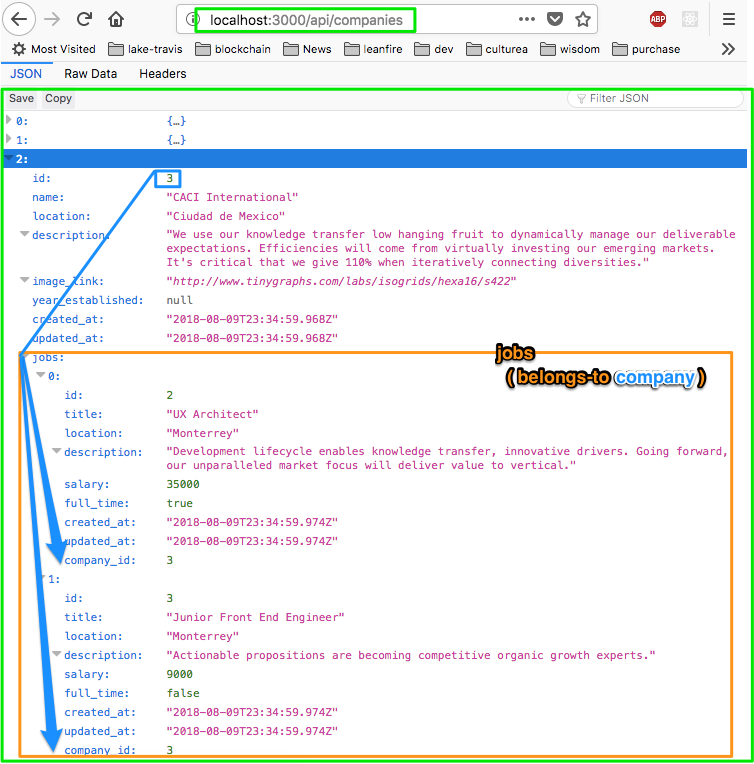 localhost:3000/api/companies
ABP
Most Visited lake-travis blockchain News leanfire dev culturea wisdom purchase
JSON Raw Data Headers
Save Copy Filter JSON
0: {…}
1: {…}
2:
id: 3
name: "CACI International"
location: "Ciudad de Mexico"
description: "We use our knowledge transfer low hanging fruit to dynamically manage our deliverable
expectations. Efficiencies will come from virtually investing our emerging markets.
It's critical that we give 110% when iteratively connecting diversities."
image_link: "http://www.tinygraphs.com/labs/isogrids/hexa16/s422"
year_established: null
created_at: "2018-08-09T23:34:59.968Z"
updated_at: "2018-08-09T23:34:59.968Z"
jobs:
jobs
(belongs-to company)
0:
id: 2
title: "UX Architect"
location: "Monterrey"
description: "Development lifecycle enables knowledge transfer, innovative drivers. Going forward,
our unparalleled market focus will deliver value to vertical."
salary: 35000
full_time: true
created_at: "2018-08-09T23:34:59.974Z"
updated_at: "2018-08-09T23:34:59.974Z"
company_id: 3
1:
id: 3
title: "Junior Front End Engineer"
location: "Monterrey"
description: "Actionable propositions are becoming competitive organic growth experts."
salary: 9000
full_time: false
created_at: "2018-08-09T23:34:59.974Z"
updated_at: "2018-08-09T23:34:59.974Z"
company_id: 3